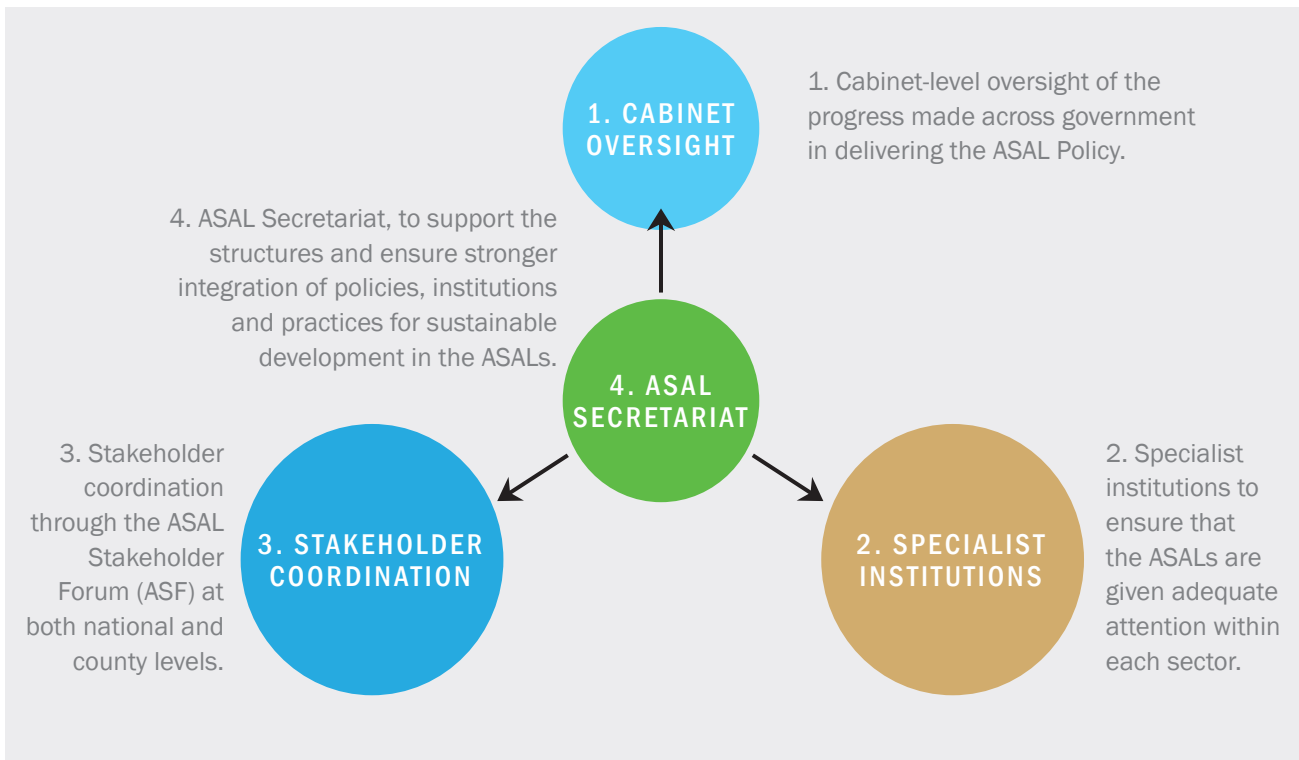 1. CABINET
OVERSIGHT
1. Cabinet-level oversight of the
progress made across government
in delivering the ASAL Policy.
4. ASAL Secretariat, to support the
structures and ensure stronger
integration of policies, institutions
and practices for sustainable
development in the ASALs.
4. ASAL
SECRETARIAT
3. Stakeholder
coordination
through the ASAL
Stakeholder
Forum (ASF) at
both national and
county levels.
3. STAKEHOLDER
COORDINATION
2. SPECIALIST
INSTITUTIONS
2. Specialist
institutions to
ensure that
the ASALs are
given adequate
attention within
each sector.